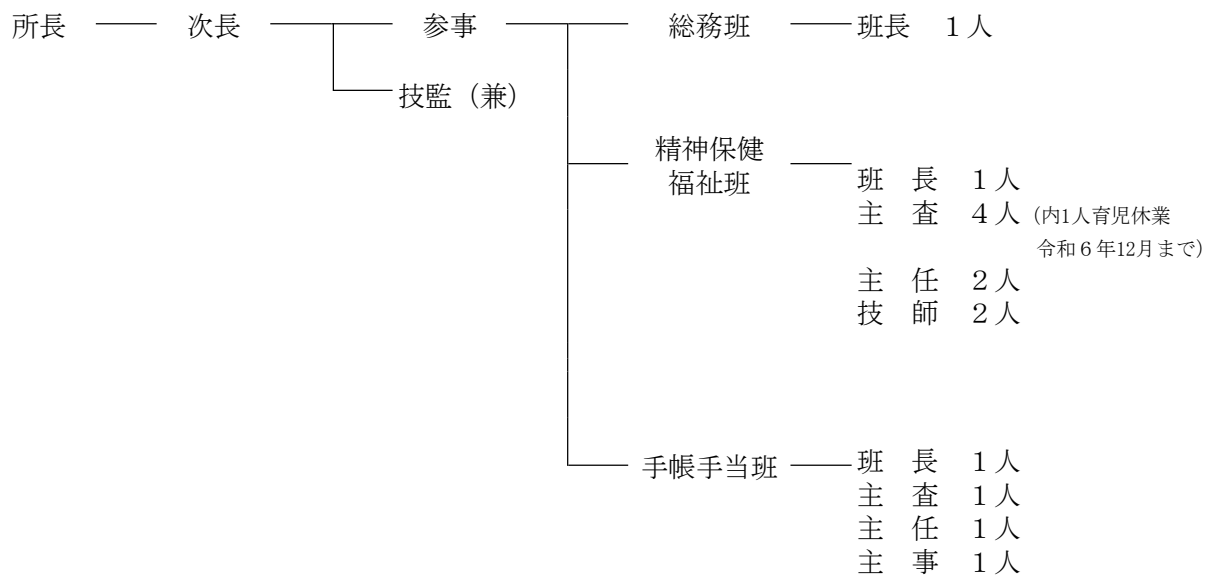 所長 次長 参事 総務班 班長 1人
技監（兼）
精神保健
福祉班
班長 1人
主査 4人 (内1人育児休業
令和6年12月まで)
主任 2人
技師 2人
手帳手当班 班長 1人
主査 1人
主任 1人
主事 1人